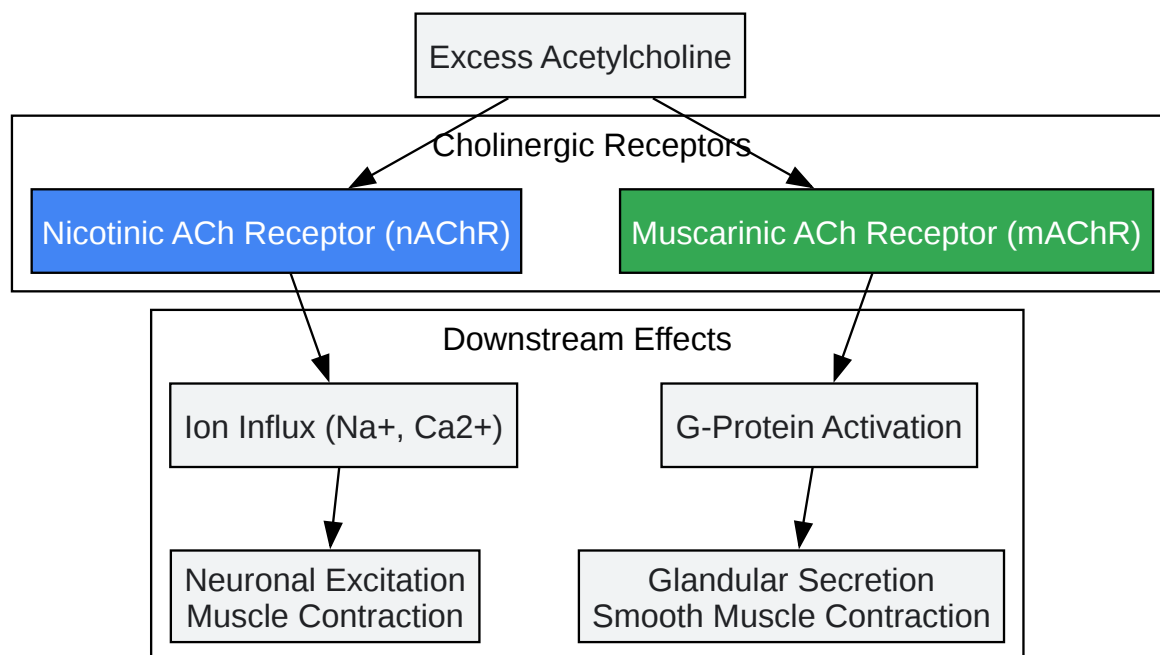 Excess Acetylcholine
Cholinergic Receptors
Nicotinic ACh Receptor (nAChR)
Muscarinic ACh Receptor (mAChR)
Downstream Effects
Ion Influx (Na+, Ca2+)
G-Protein Activation
Neuronal Excitation
Muscle Contraction
Glandular Secretion
Smooth Muscle Contraction